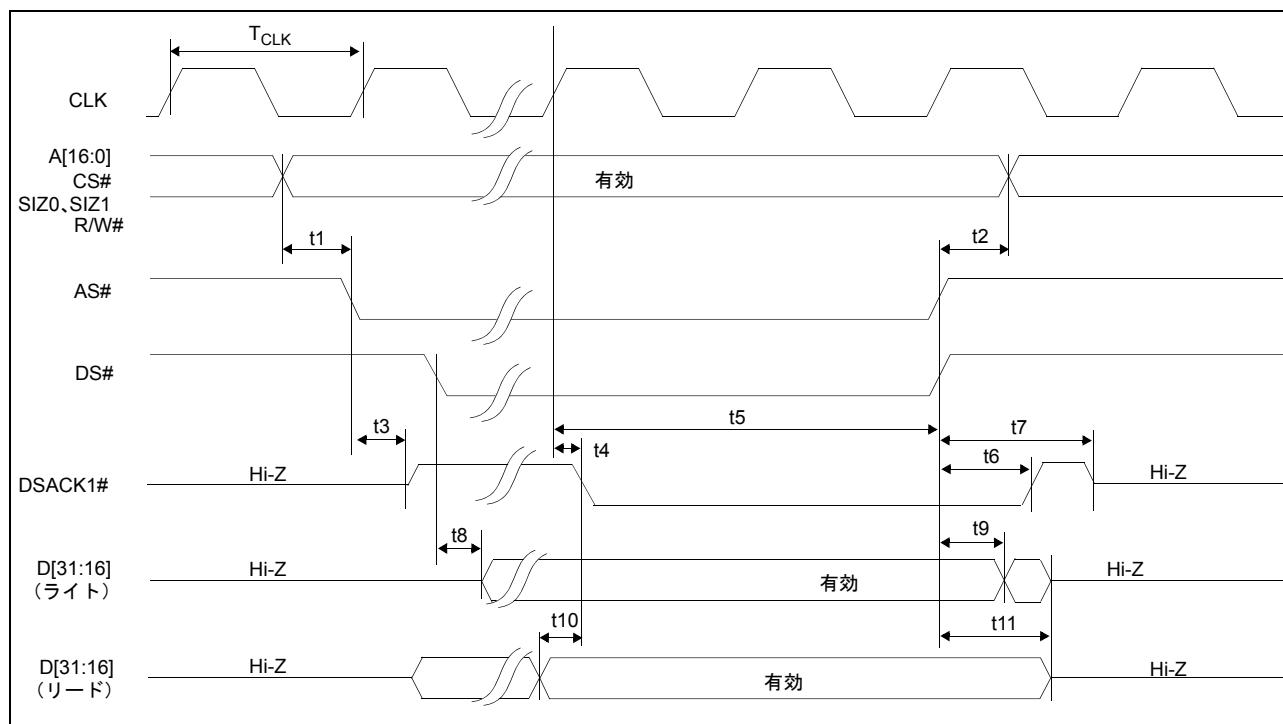 TCLK
CLK
A[16:0]
CS#
SIZ0、SIZ1
R/W#
有効
t1
t2
AS#
DS#
t3
t5
t4
t7
t6
DSACK1#
Hi-Z
Hi-Z
t8
t9
D[31:16]
（ライト）
Hi-Z
有効
Hi-Z
t10
t11
D[31:16]
（リード）
Hi-Z
有効
Hi-Z